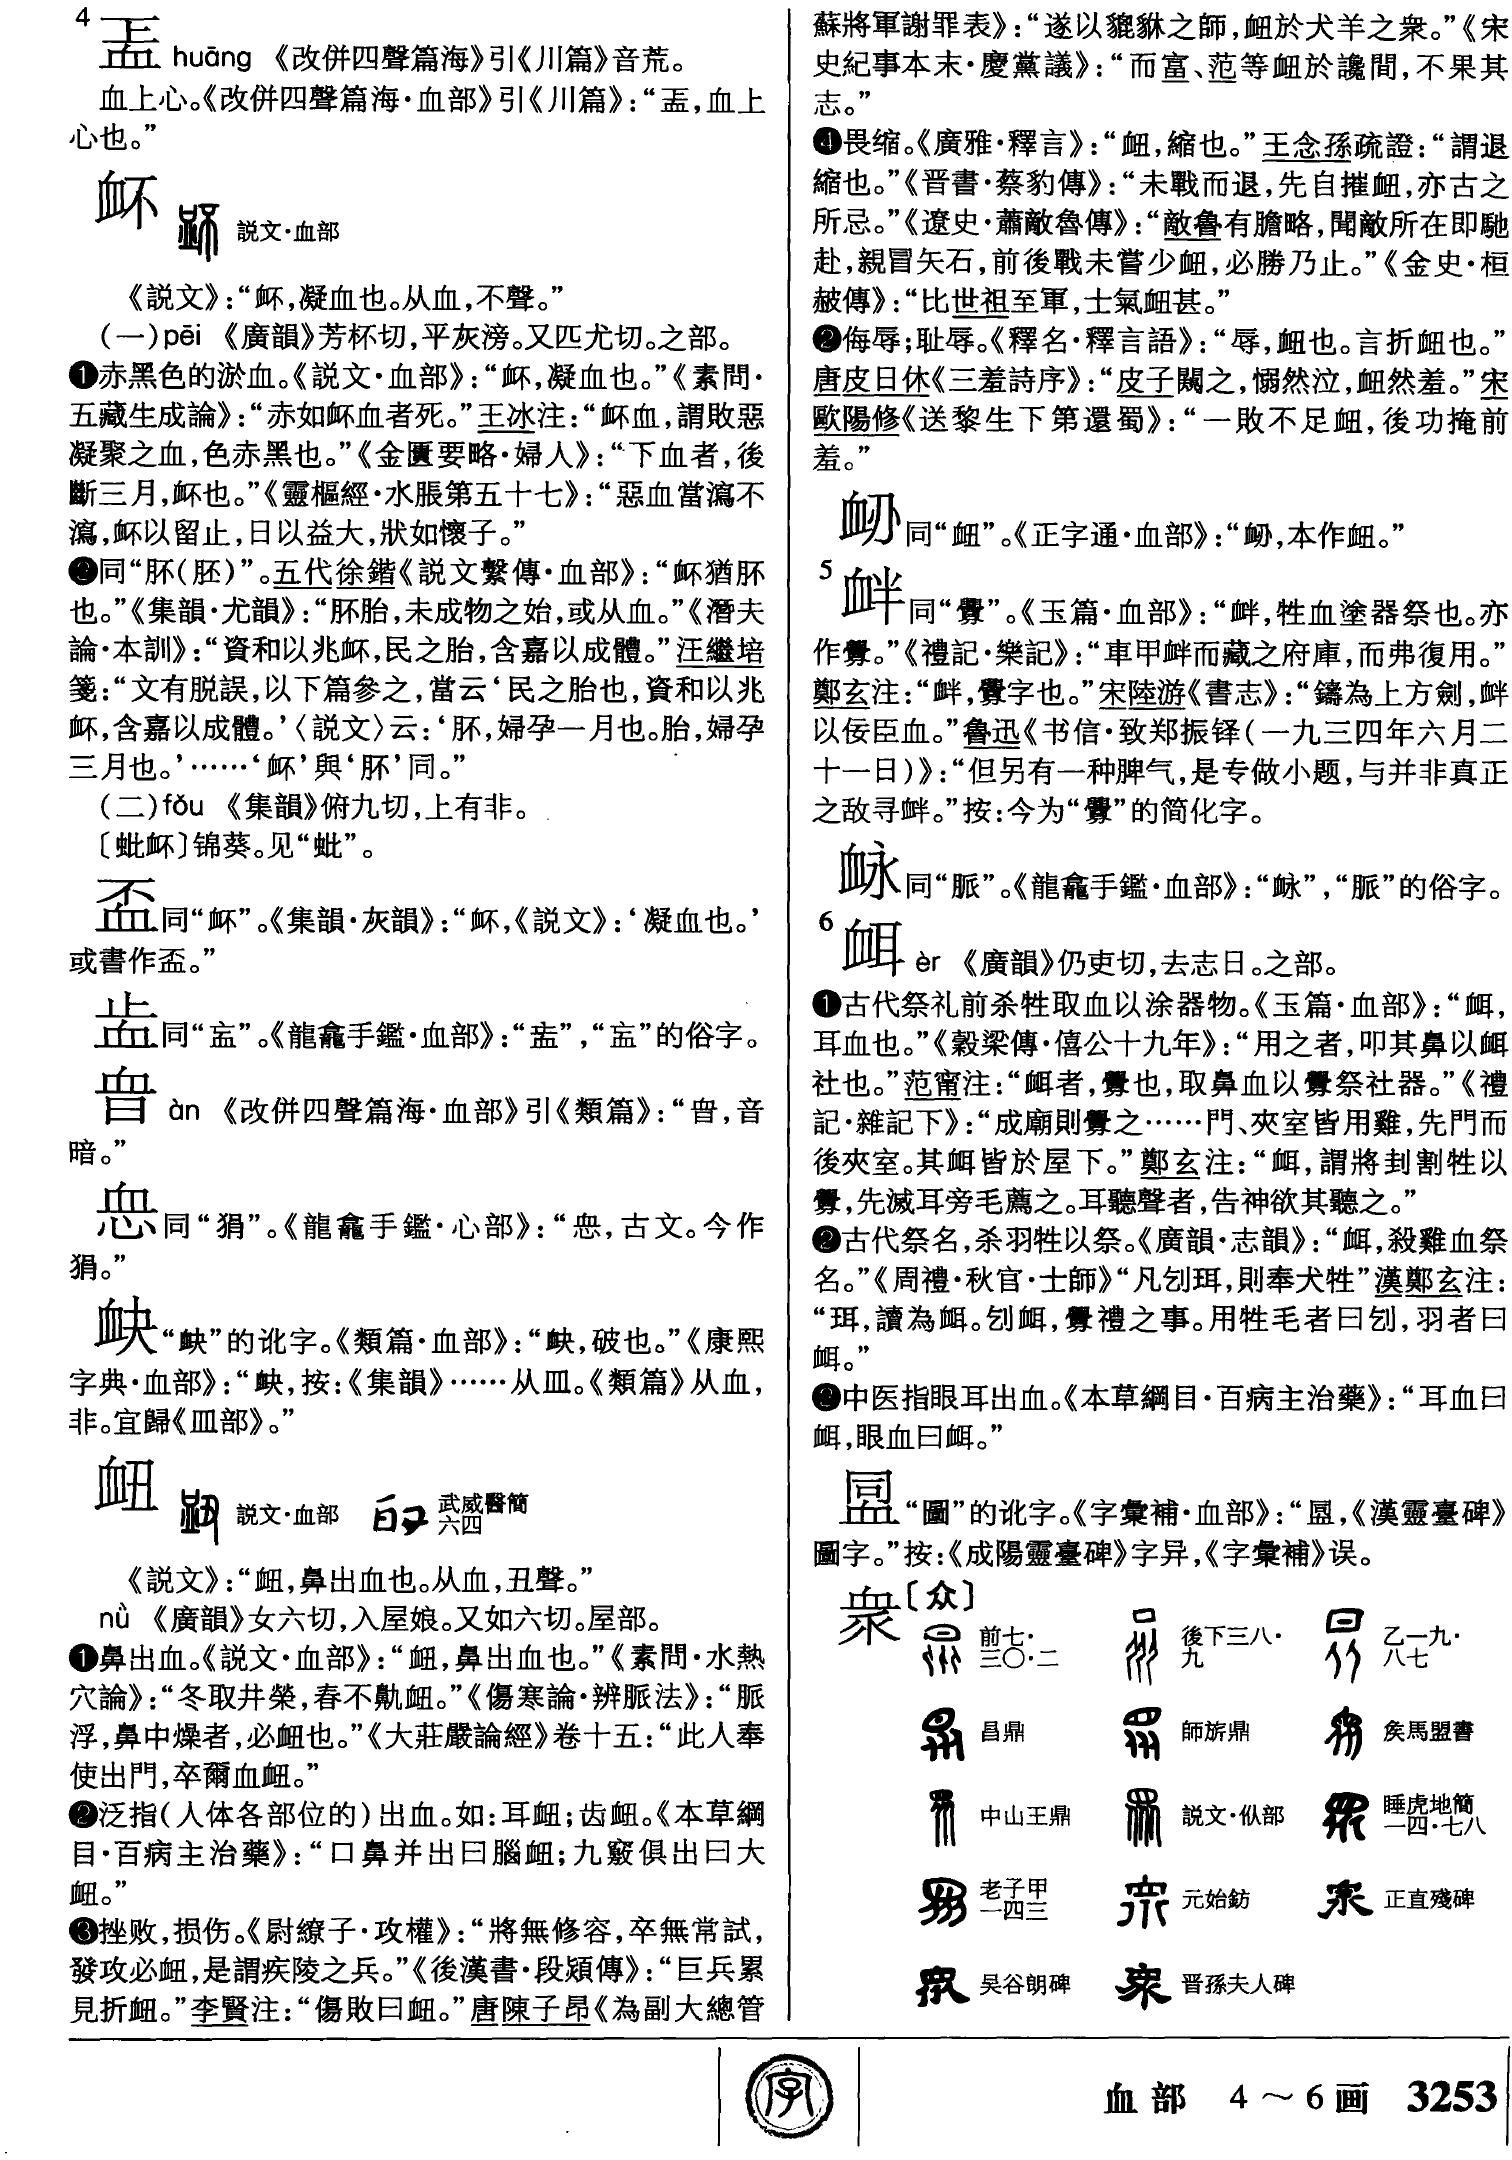 4
衁 huāng 《改併四聲篇海》引《川篇》音荒。
血上心。《改併四聲篇海·血部》引《川篇》：“衁，血上
心也。”
衃 説文·血部
《説文》：“衃，凝血也。从血，不聲。”
(一)pēi 《廣韻》芳杯切，平灰滂。又匹尤切。之部。
❶赤黑色的淤血。《説文·血部》：“衃，凝血也。”《素問·
五藏生成論》：“赤如衃血者死。”王冰注：“衃血，謂敗惡
凝聚之血，色赤黑也。”《金匱要略·婦人》：“下血者，後
斷三月，衃也。”《靈樞經·水脹第五十七》：“惡血當瀉不
瀉，衃以留止，日以益大，狀如懷子。”
❷同“肧(胚)”。五代徐鍇《説文繫傳·血部》：“衃猶肧
也。”《集韻·尤韻》：“肧胎，未成物之始，或从血。”《潛夫
論·本訓》：“資和以兆衃，民之胎，含嘉以成體。”汪繼培
箋：“文有脱誤，以下篇參之，當云‘民之胎也，資和以兆
衃，含嘉以成體。’〈説文〉云：‘肧，婦孕一月也。胎，婦孕
三月也。’……‘衃’與‘肧’同。”
(二)fǒu 《集韻》俯九切，上有非。
〔蚍衃〕锦葵。见“蚍”。
同“衃”。《集韻·灰韻》：“衃，《説文》：‘凝血也。’
或書作盃。”
同“衁”。《龍龕手鑑·血部》：“”，“衁”的俗字。
àn 《改併四聲篇海·血部》引《類篇》：“，音
暗。”
同“狷”。《龍龕手鑑·心部》：“，古文。今作
狷。”
“”的讹字。《類篇·血部》：“，破也。”《康熙
字典·血部》：“，按：《集韻》……从皿。《類篇》从血，
非。宜歸《皿部》。”
衄 説文·血部 武威醫簡
六四
《説文》：“衄，鼻出血也。从血，丑聲。”
nǜ 《廣韻》女六切，入屋娘。又如六切。屋部。
❶鼻出血。《説文·血部》：“衄，鼻出血也。”《素問·水熱
穴論》：“冬取井榮，春不鼽衄。”《傷寒論·辨脈法》：“脈
浮，鼻中燥者，必衄也。”《大莊嚴論經》卷十五：“此人奉
使出門，卒爾血衄。”
❷泛指(人体各部位的)出血。如：耳衄；齿衄。《本草綱
目·百病主治藥》：“口鼻并出曰腦衄；九竅俱出曰大
衄。”
❸挫败，损伤。《尉繚子·攻權》：“將無修容，卒無常試，
發攻必衄，是謂疾陵之兵。”《後漢書·段熲傳》：“巨兵累
見折衄。”李賢注：“傷敗曰衄。”唐陳子昂《為副大總管
蘇將軍謝罪表》：“遂以貔貅之師，衄於犬羊之衆。”《宋
史紀事本末·慶黨議》：“而富、范等衄於讒間，不果其
志。”
❹畏缩。《廣雅·釋言》：“衄，縮也。”王念孫疏證：“謂退
縮也。”《晋書·蔡豹傳》：“未戰而退，先自摧衄，亦古之
所忌。”《遼史·蕭敵魯傳》：“敵魯有膽略，聞敵所在即馳
赴，親冒矢石，前後戰未嘗少衄，必勝乃止。”《金史·桓
赧傳》：“比世祖至軍，士氣衄甚。”
❷侮辱；耻辱。《釋名·釋言語》：“辱，衄也。言折衄也。”
唐皮日休《三羞詩序》：“皮子闞之，慖然泣，衄然羞。”宋
歐陽修《送黎生下第還蜀》：“一敗不足衄，後功掩前
羞。”
同“衄”。《正字通·血部》：“，本作衄。”
5
衅同“釁”。《玉篇·血部》：“衅，牲血塗器祭也。亦
作釁。”《禮記·樂記》：“車甲衅而藏之府庫，而弗復用。”
鄭玄注：“衅，釁字也。”宋陸游《書志》：“鑄為上方劍，衅
以佞臣血。”魯迅《书信·致郑振铎(一九三四年六月二
十一日)》：“但另有一种脾气，是专做小题，与并非真正
之敌寻衅。”按：今为“釁”的简化字。
同“脈”。《龍龕手鑑·血部》：“”，“脈”的俗字。
6
衈 èr 《廣韻》仍吏切，去志日。之部。
❶古代祭礼前杀牲取血以涂器物。《玉篇·血部》：“衈，
耳血也。”《穀梁傳·僖公十九年》：“用之者，叩其鼻以衈
社也。”范甯注：“衈者，釁也，取鼻血以釁祭社器。”《禮
記·雜記下》：“成廟則釁之……門、夾室皆用雞，先門而
後夾室。其衈皆於屋下。”鄭玄注：“衈，謂將刲割牲以
釁，先滅耳旁毛薦之。耳聽聲者，告神欲其聽之。”
❷古代祭名，杀羽牲以祭。《廣韻·志韻》：“衈，殺雞血祭
名。”《周禮·秋官·士師》“凡刉珥，則奉犬牲”漢鄭玄注：
“珥，讀為衈。刉衈，釁禮之事。用牲毛者曰刉，羽者曰
衈。”
❸中医指眼耳出血。《本草綱目·百病主治藥》：“耳血曰
衈，眼血曰衈。”
“圖”的讹字。《字彙補·血部》：“，《漢靈臺碑》
圖字。”按：《成陽靈臺碑》字异，《字彙補》误。
衆〔众〕
前七·
三〇·二
後下三八·
九
乙一九·
八七
昌鼎
師旂鼎
矦馬盟書
中山王鼎
説文·㐺部
睡虎地簡
一四·七八
老子甲
一四三
元始鈁
正直殘碑
吴谷朗碑
晋孫夫人碑
字
血部 4～6画 3253